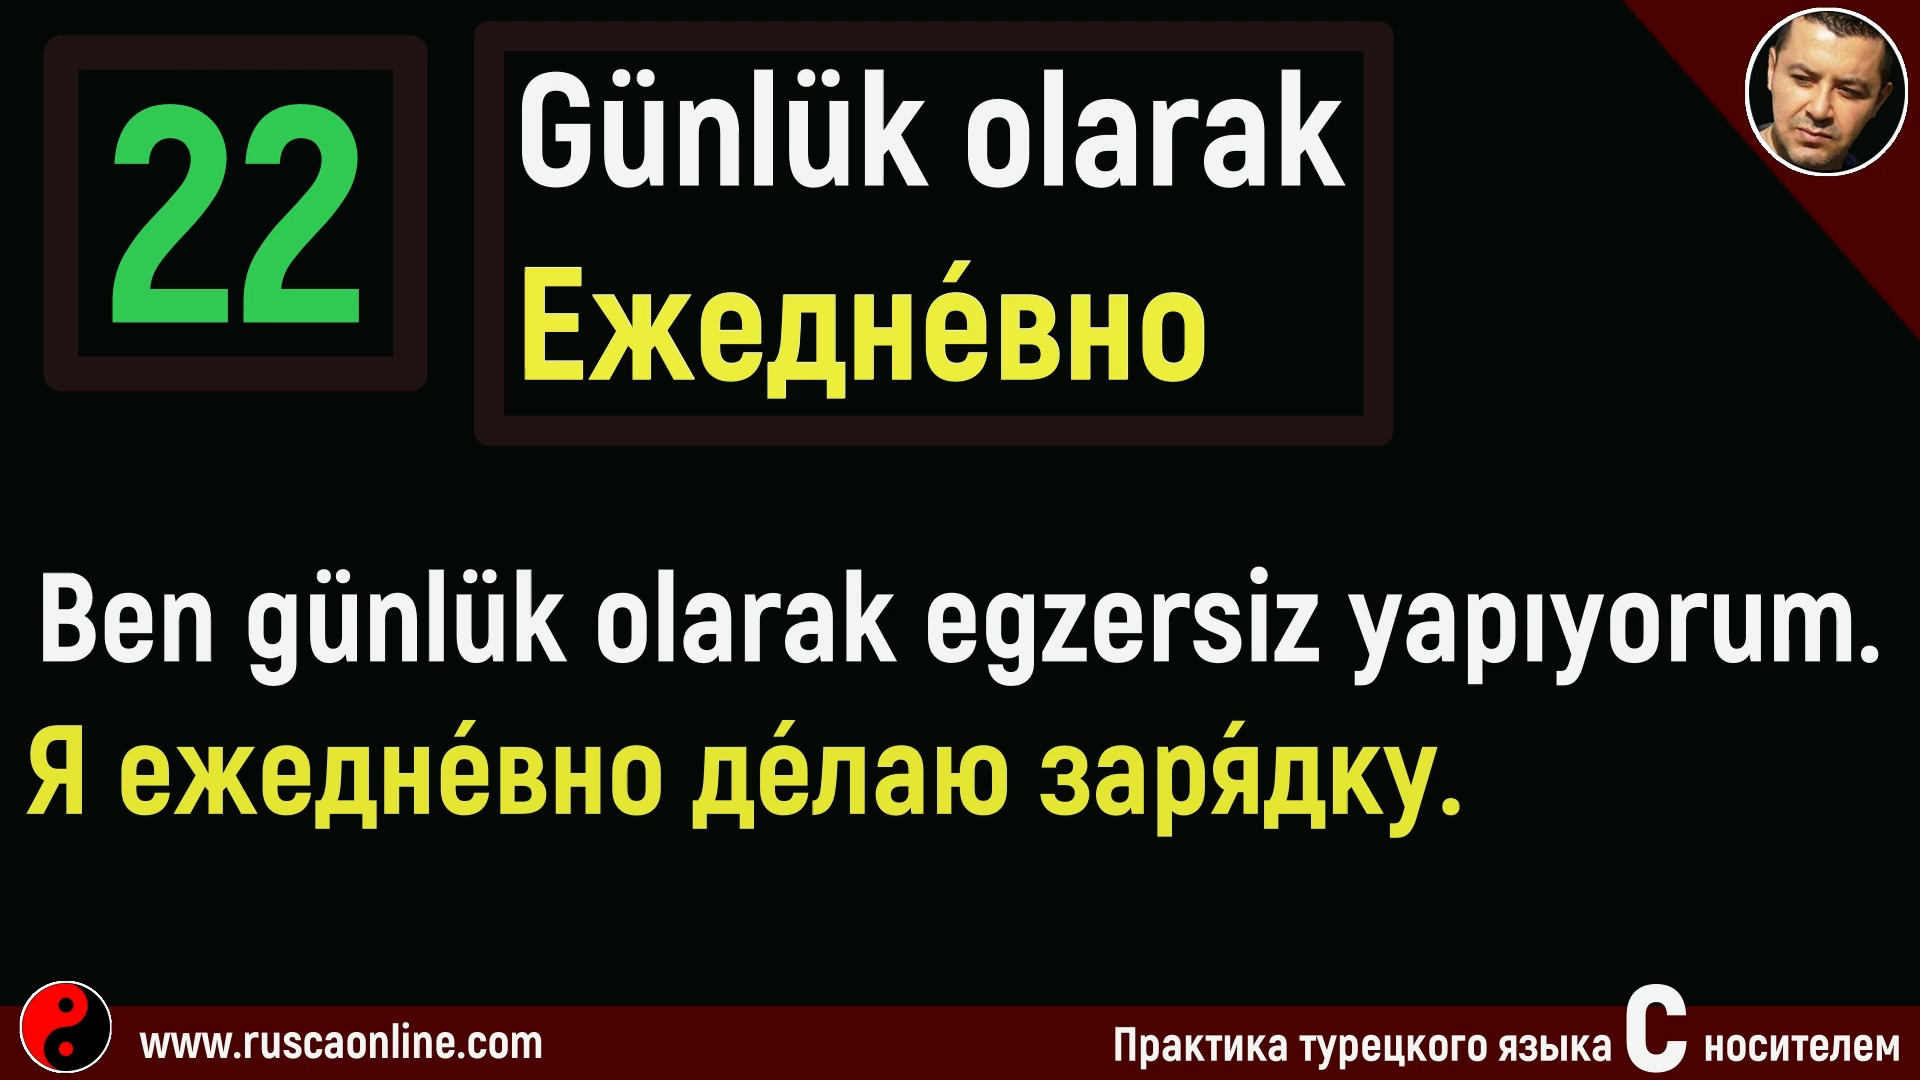 22
Günlük olarak
Ежедне́вно
Ben günlük olarak egzersiz yapıyorum.
Я ежедне́вно де́лаю заря́дку.
www.ruscaonline.com
Практика турецкого языка С носителем